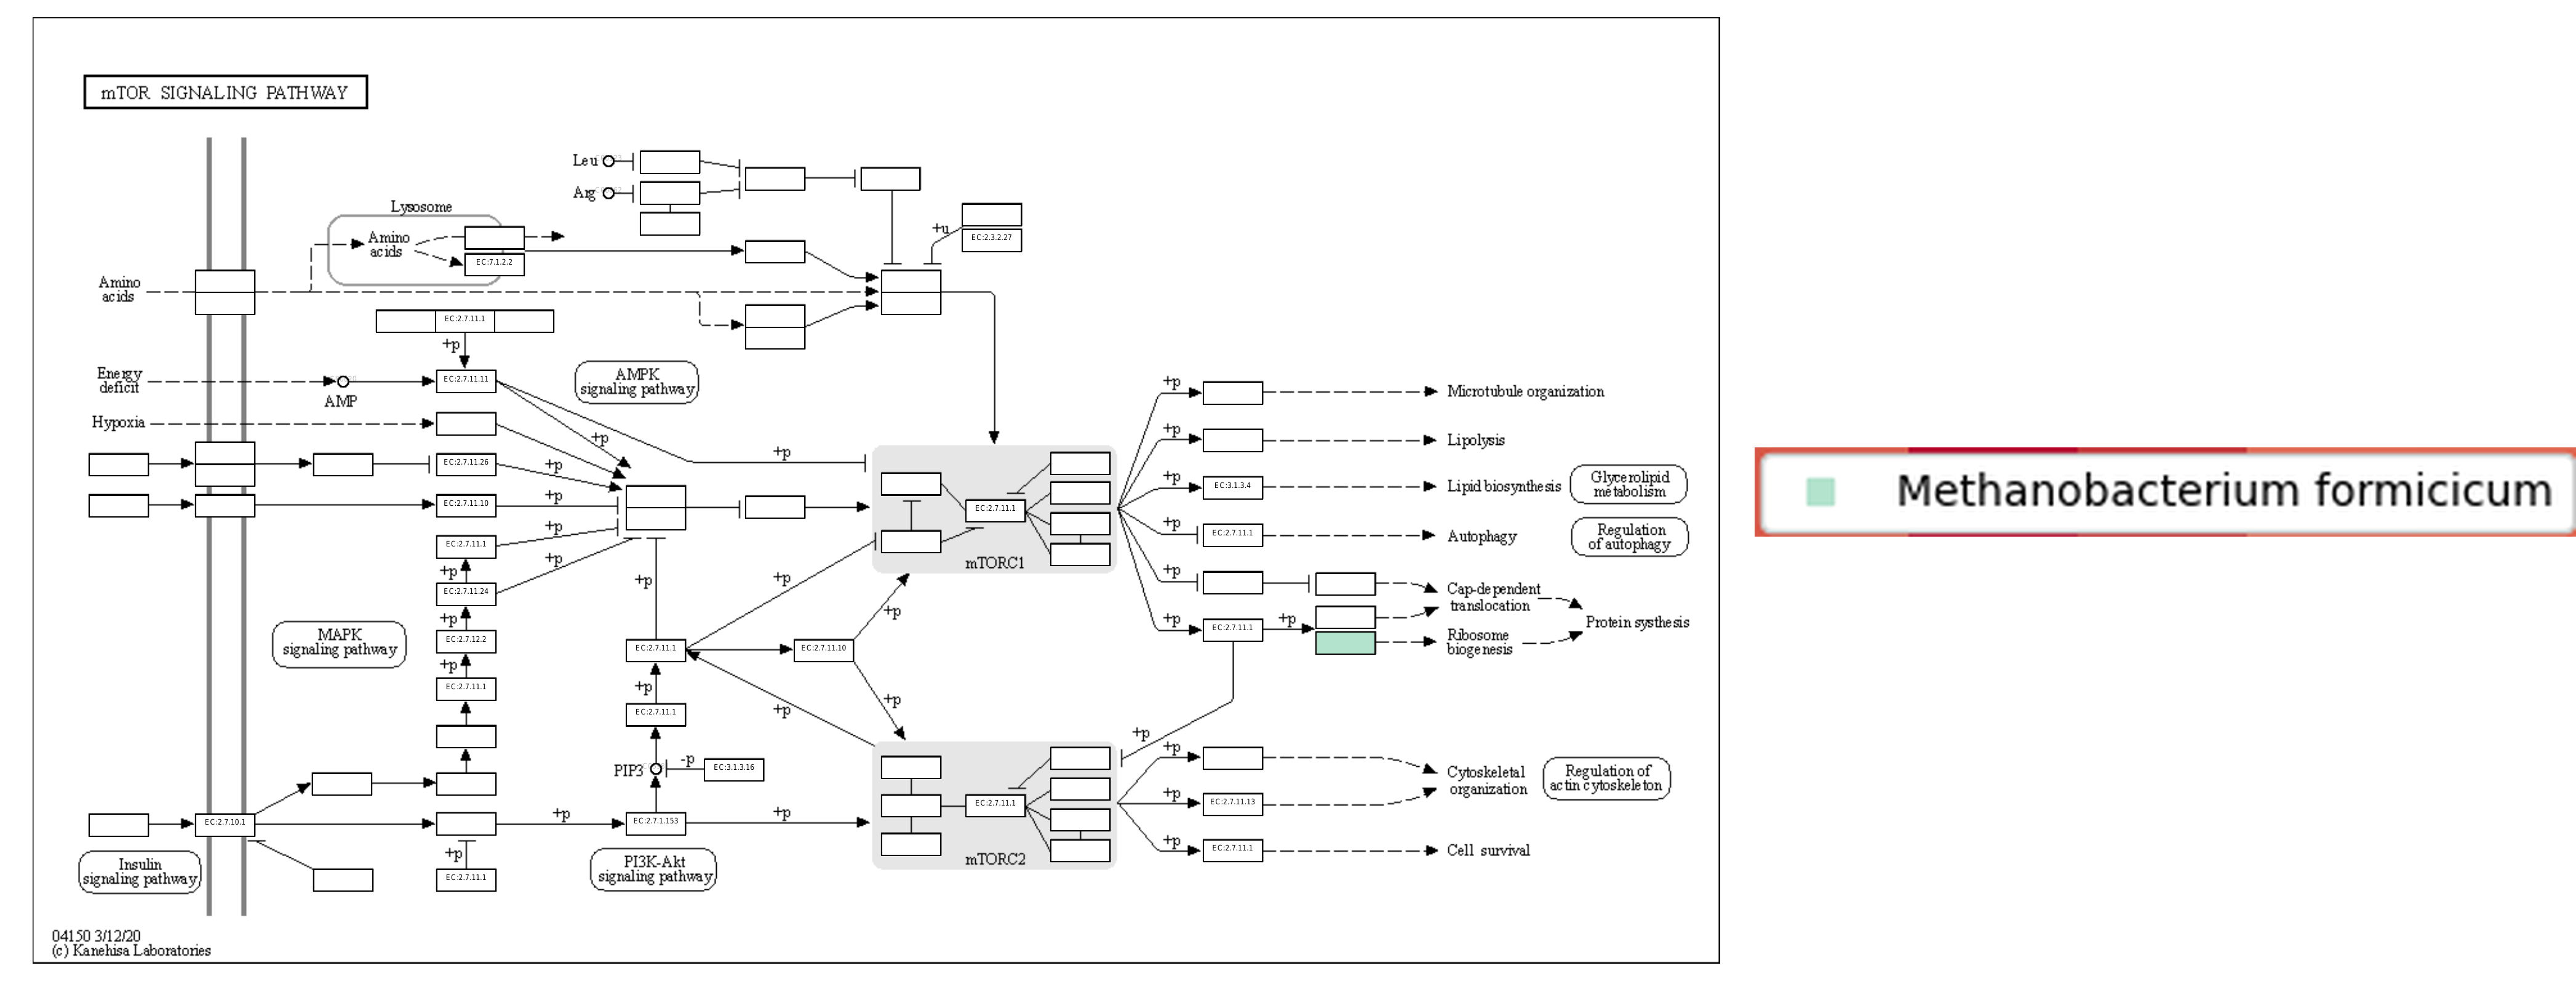 mTOR SIGNALING PATHWAY
Leu
Arg
Lysosome
Amino
acids
+u
EC:2.3.2.27
EC:7.1.2.2
Amino
acids
EC:2.7.11.1
+p
Energy
deficit
AMP
EC:2.7.11.11
AMPK
signaling pathway
Hypoxia
+p
+p
EC:2.7.11.26
+p
EC:2.7.11.10
+p
EC:2.7.11.1
+p
+p
EC:2.7.11.24
+p
EC:2.7.12.2
+p
EC:2.7.11.1
MAPK
signaling pathway
EC:2.7.11.1
mTORC1
+p
+p
+p
EC:2.7.11.1
EC:2.7.11.10
+p
+p
+p
EC:2.7.11.1
PIP3
-p
EC:3.1.3.16
EC:2.7.10.1
+p
EC:2.7.1.153
+p
+p
EC:2.7.11.1
Insulin
signaling pathway
PI3K-Akt
signaling pathway
EC:2.7.11.1
mTORC2
+p
Microtubule organization
+p
Lipolysis
+p
EC:3.1.3.4
Lipid biosynthesis
Glycerolipid
metabolism
+p
EC:2.7.11.1
Autophagy
Regulation
of autophagy
+p
Cap-dependent
translocation
+p
EC:2.7.11.1
+p
Ribosome
biogenesis
Protein systhesis
+p
+p
Cytoskeletal
organization
Regulation of
actin cytoskeleton
+p
EC:2.7.11.13
+p
EC:2.7.11.1
Cell survival
04150 3/12/20
(c) Kanehisa Laboratories
Methanobacterium formicicum